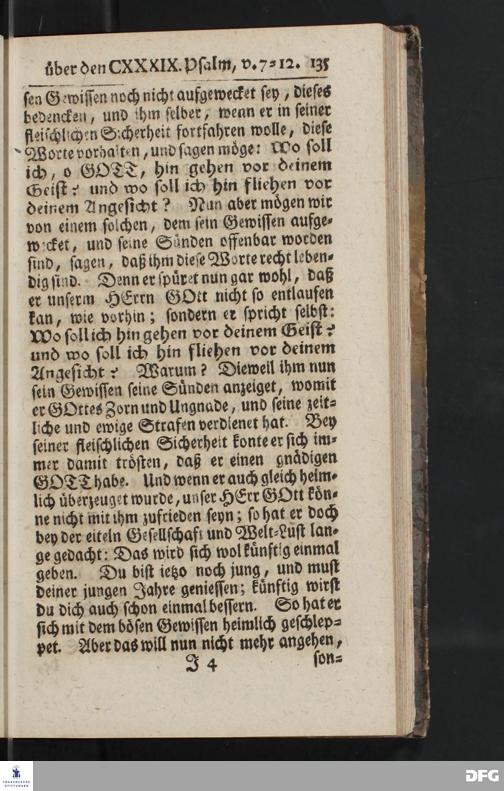 über den CXXXIX. Psalm, v. 7-12. 135
sen Gewissen noch nicht aufgewecket sey, dieses
bedencken, und ihm selber, wenn er in seiner
fleischlichen Sicherheit fortfahren wolle, diese
Worte vorhalten, und sagen möge: Wo soll
ich, o GOTT, hin gehen vor deinem
Geist? und wo soll ich hin fliehen vor
deinem Angesicht? Nun aber mögen wir
von einem solchen, dem sein Gewissen aufge-
wecket, und seine Sünden offenbar worden
sind, sagen, daß ihm diese Worte recht leben-
dig sind. Denn er spüret nun gar wohl, daß
er unserm HErrn GOtt nicht so entlaufen
kan, wie vorhin; sondern er spricht selbst:
Wo soll ich hin gehen vor deinem Geist?
und wo soll ich hin fliehen vor deinem
Angesicht? Warum? Dieweil ihm nun
sein Gewissen seine Sünden anzeiget, womit
er GOttes Zorn und Ungnade, und seine zeit-
liche und ewige Strafen verdienet hat. Bey
seiner fleischlichen Sicherheit konte er sich im-
mer damit trösten, daß er einen gnädigen
GOTT habe. Und wenn er auch gleich heim-
lich überzeuget wurde, unser HErr GOtt kön-
ne nicht mit ihm zufrieden seyn; so hat er doch
bey der eiteln Gesellschaft und Welt-Lust lan-
ge gedacht: Das wird sich wol künftig einmal
geben. Du bist ietzo noch jung, und must
deiner jungen Jahre geniessen; künftig wirst
du dich auch schon einmal bessern. So hat er
sich mit dem bösen Gewissen heimlich geschlep-
pet. Aber das will nun nicht mehr angehen,
J 4 son-
FRANCKESCHE STIFTUNGEN
DFG